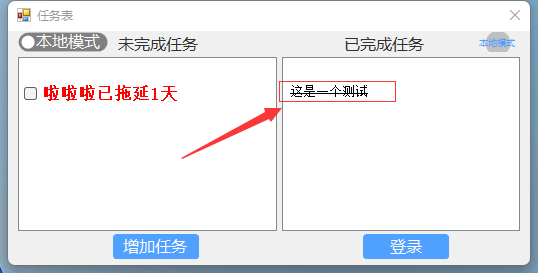 任务表
本地模式 未完成任务 已完成任务 本地模式
啦啦啦已拖延1天
这是一个测试
增加任务 登录